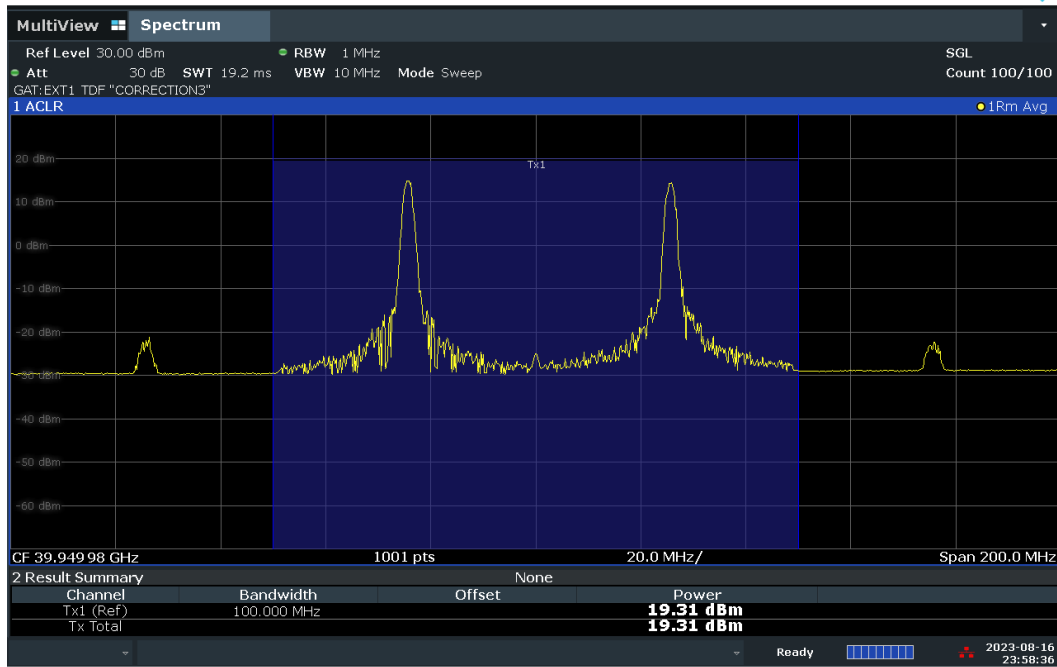 MultiView Spectrum
Ref Level 30.00 dBm RBW 1 MHz SGL
Att 30 dB SWT 19.2 ms VBW 10 MHz Mode Sweep Count 100/100
GAT:EXT1 TDF "CORRECTION3"
1 ACLR 1Rm Avg
20 dBm
Tx1
10 dBm
0 dBm
-10 dBm
-20 dBm
-30 dBm
-40 dBm
-50 dBm
-60 dBm
CF 39.94998 GHz 1001 pts 20.0 MHz/ Span 200.0 MHz
2 Result Summary None
Channel Bandwidth Offset Power
Tx1 (Ref) 100.000 MHz 19.31 dBm
Tx Total 19.31 dBm
Ready 2023-08-16
23:58:36